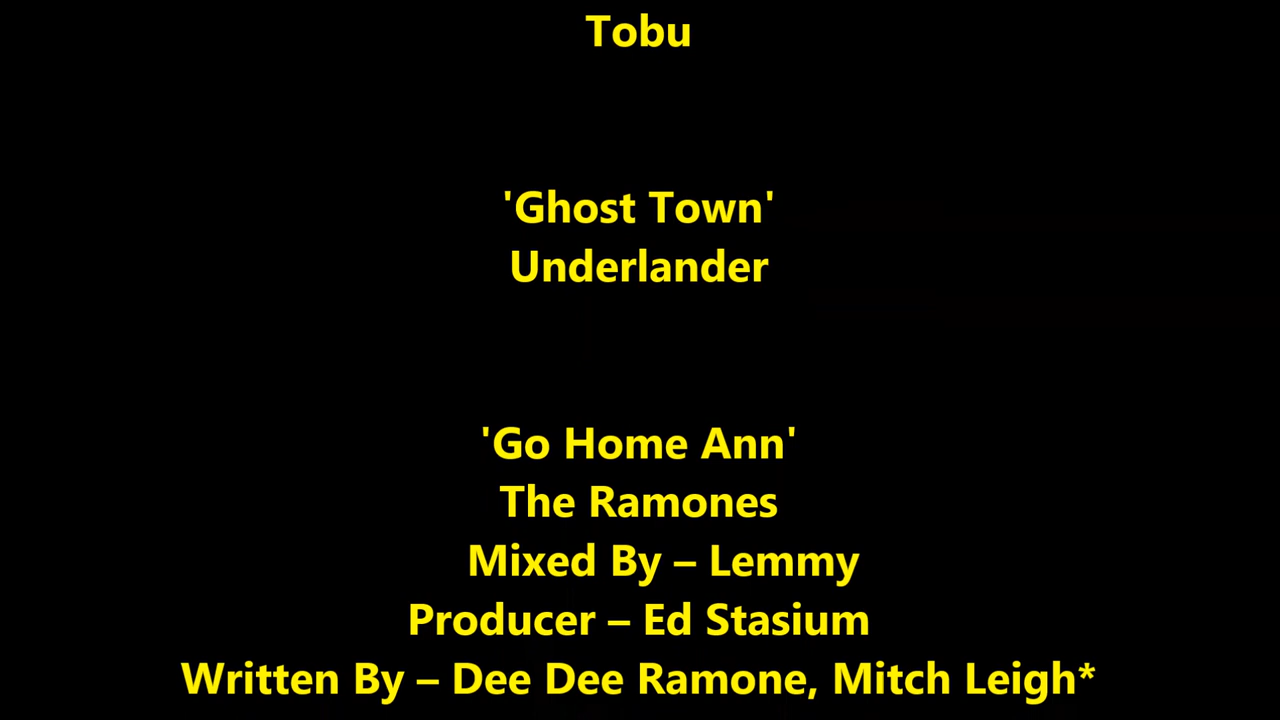 Tobu
'Ghost Town'
Underlander
'Go Home Ann'
The Ramones
Mixed By – Lemmy
Producer – Ed Stasium
Written By – Dee Dee Ramone, Mitch Leigh*